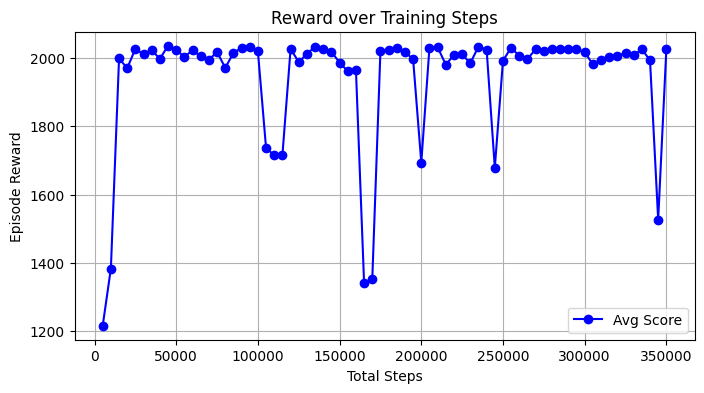 Reward over Training Steps
Episode Reward
2000
1800
1600
1400
1200
0 50000 100000 150000 200000 250000 300000 350000
Total Steps
Avg Score